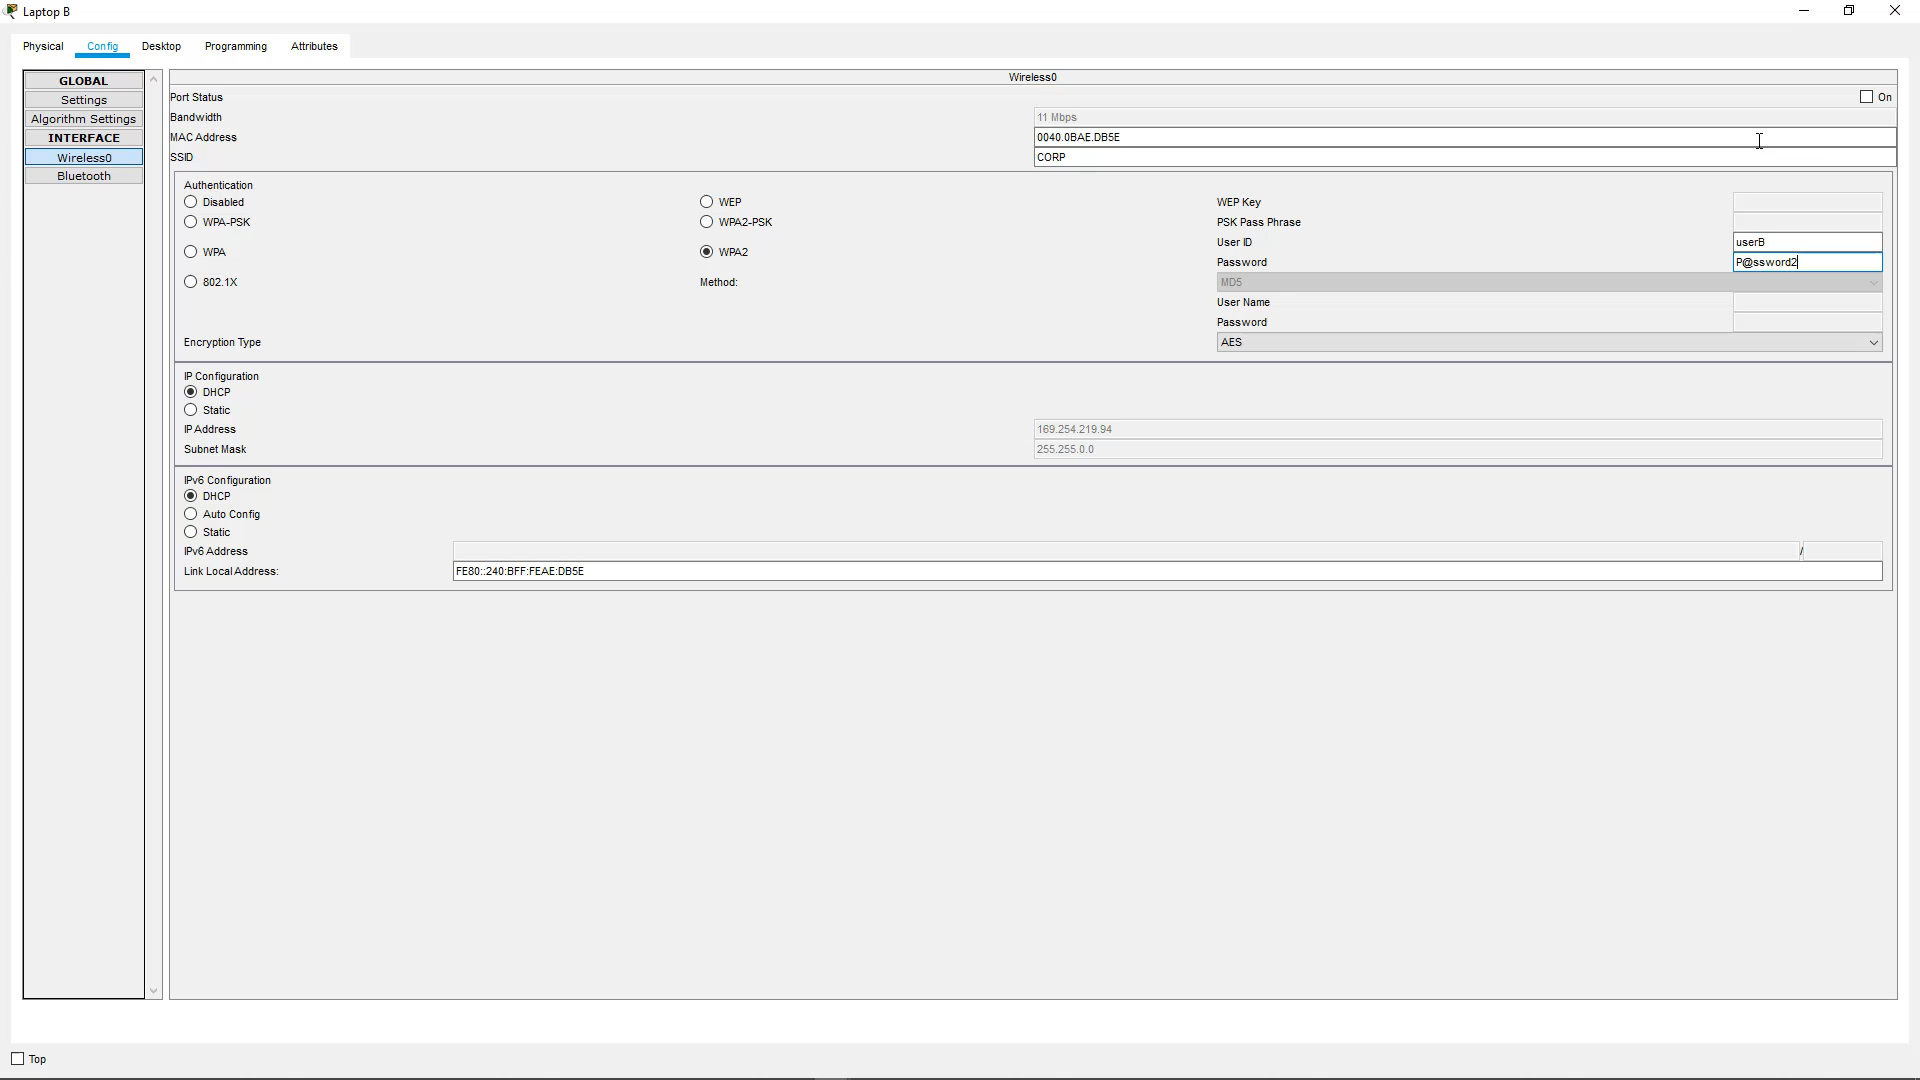 Laptop B
Physical Config Desktop Programming Attributes
GLOBAL
Settings
Algorithm Settings
INTERFACE
Wireless0
Bluetooth
Wireless0
Port Status On
Bandwidth 11 Mbps
MAC Address 0040.0BAE.DB5E
SSID CORP
Authentication
Disabled WEP WEP Key
WPA-PSK WPA2-PSK PSK Pass Phrase
User ID userB
WPA WPA2
Password P@ssword2
802.1X Method: MD5
User Name
Password
Encryption Type AES
IP Configuration
DHCP
Static
IP Address 169.254.219.94
Subnet Mask 255.255.0.0
IPv6 Configuration
DHCP
Auto Config
Static
IPv6 Address /
Link Local Address: FE80::240:BFF:FEAE:DB5E
Top